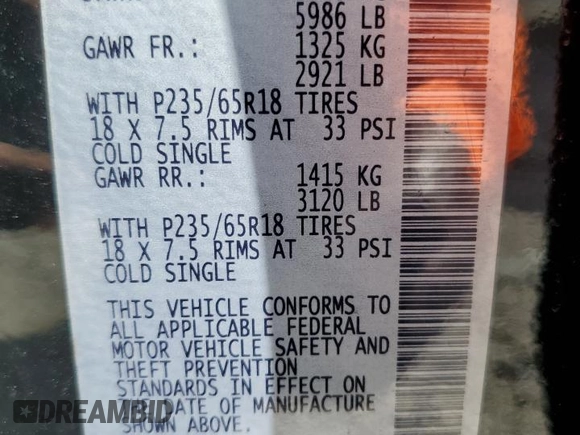 5986 LB
GAWR FR.: 1325 KG
2921 LB
WITH P235/65R18 TIRES
18 X 7.5 RIMS AT 33 PSI
COLD SINGLE
GAWR RR.: 1415 KG
3120 LB
WITH P235/65R18 TIRES
18 X 7.5 RIMS AT 33 PSI
COLD SINGLE
THIS VEHICLE CONFORMS TO
ALL APPLICABLE FEDERAL
MOTOR VEHICLE SAFETY AND
THEFT PREVENTION
STANDARDS IN EFFECT ON
DATE OF MANUFACTURE
SHOWN ABOVE.
DREAMBID